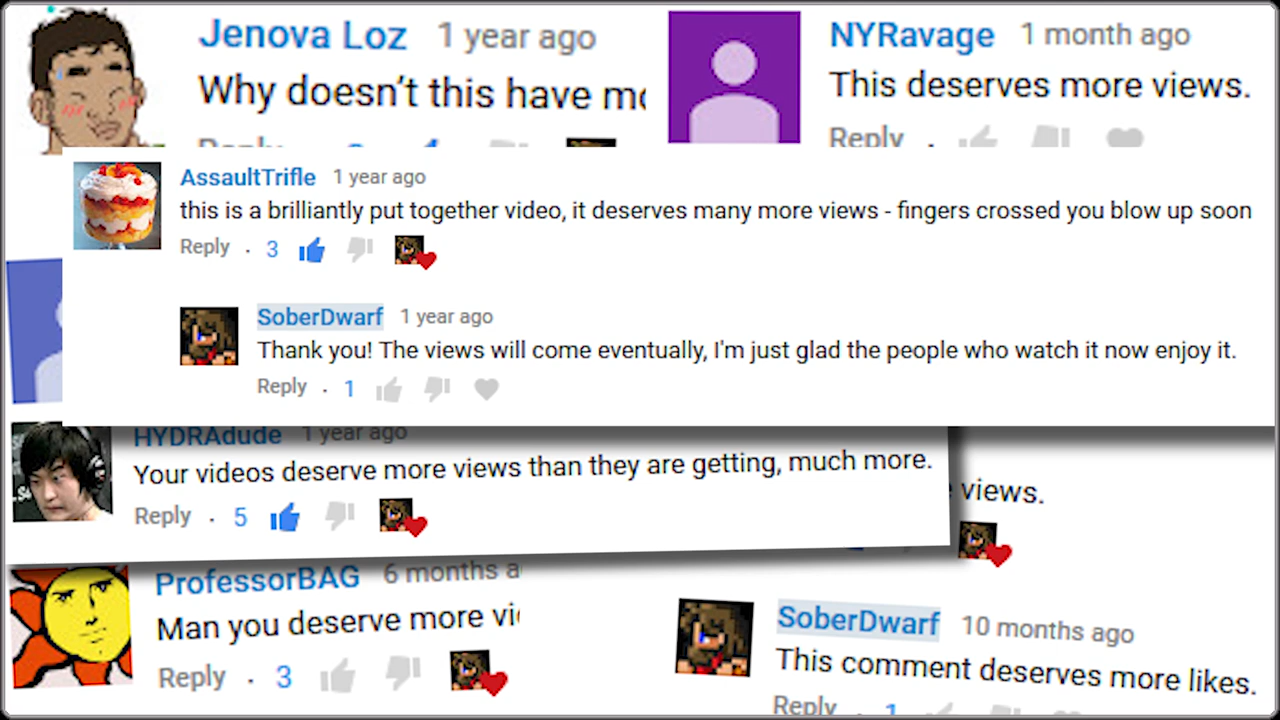 Jenova Loz 1 year ago
Why doesn't this have
NYRavage 1 month ago
This deserves more views.
Reply
AssaultTrifle 1 year ago
this is a brilliantly put together video, it deserves many more views - fingers crossed you blow up soon
Reply · 3
SoberDwarf 1 year ago
Thank you! The views will come eventually, I'm just glad the people who watch it now enjoy it.
Reply · 1
HYDRAdude 1 year ago
Your videos deserve more views than they are getting, much more.
Reply · 5
views.
ProfessorBAG 6 months
Man you deserve more
Reply · 3
SoberDwarf 10 months ago
This comment deserves more likes.
Reply · 1